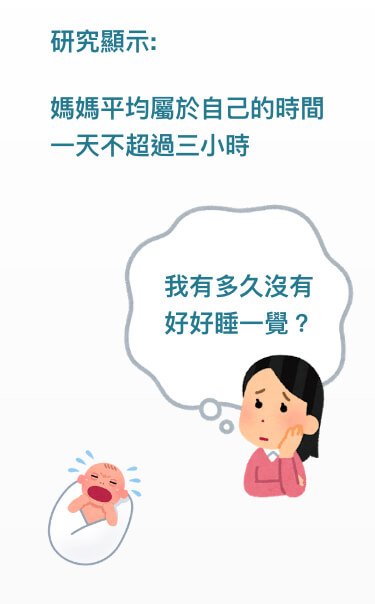 研究顯示:
媽媽平均屬於自己的時間
一天不超過三小時
我有多久沒有
好好睡一覺？